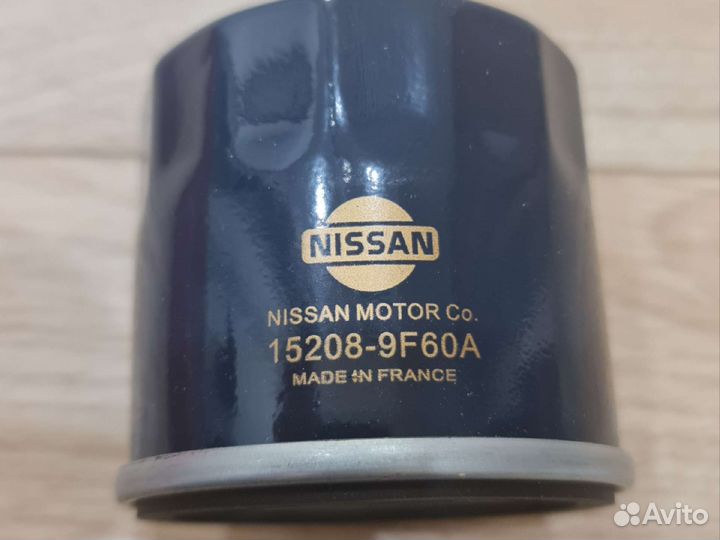 NISSAN
NISSAN MOTOR Co.
15208-9F60A
MADE IN FRANCE
Avito